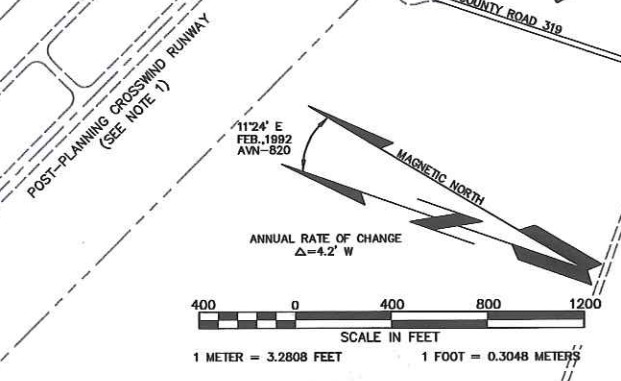 COUNTY ROAD 319
POST-PLANNING CROSSWIND RUNWAY
(SEE NOTE 1)
11°24' E
FEB.,1992
AVN-820
MAGNETIC NORTH
ANNUAL RATE OF CHANGE
△=4.2' W
400 0 400 800 1200
SCALE IN FEET
1 METER = 3.2808 FEET 1 FOOT = 0.3048 METERS